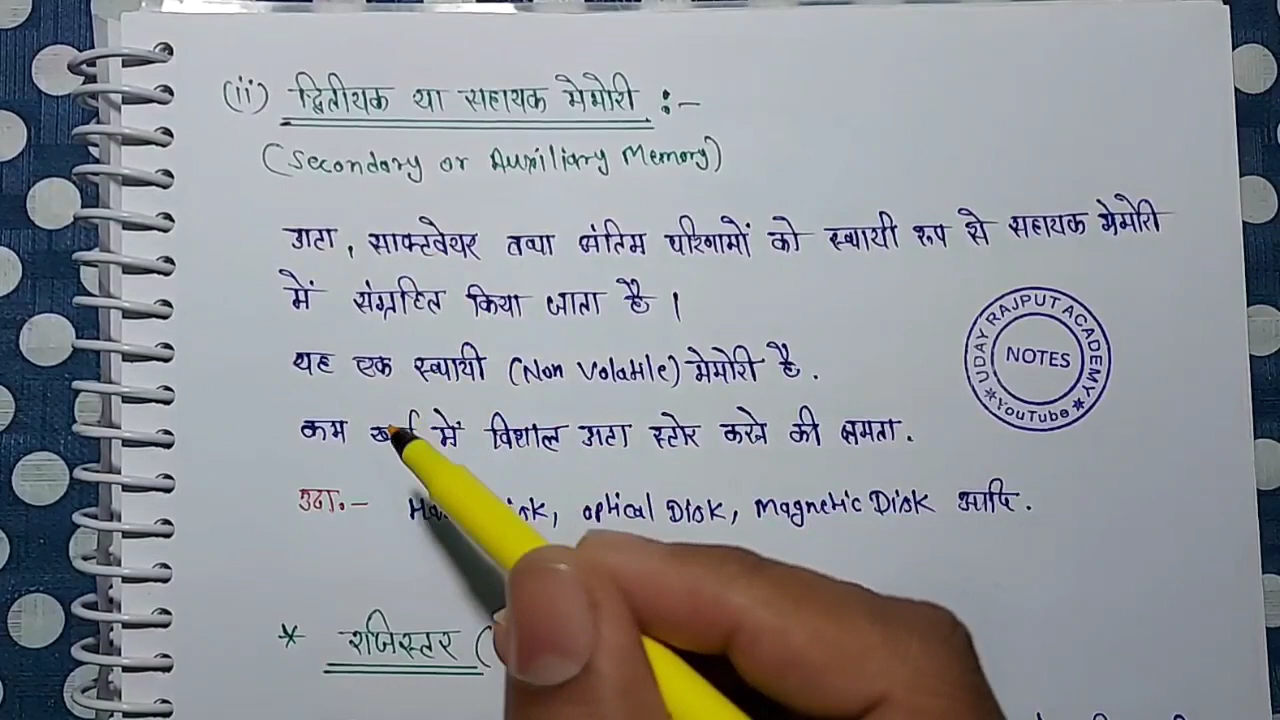 (ii) द्वितीयक या सहायक मेमोरी :-
(Secondary or Auxiliary Memory)
डाटा, साफ्टवेयर तथा अंतिम परिणामों को स्थायी रूप से सहायक मेमोरी
में संग्रहित किया जाता है।
यह एक स्थायी (Non Volatile) मेमोरी है.
कम खर्च में विशाल डाटा स्टोर करने की क्षमता.
उदा.- optical Disk, Magnetic Disk आदि.
* रजिस्टर (
UDAY RAJPUT ACADEMY
NOTES
* YouTube *